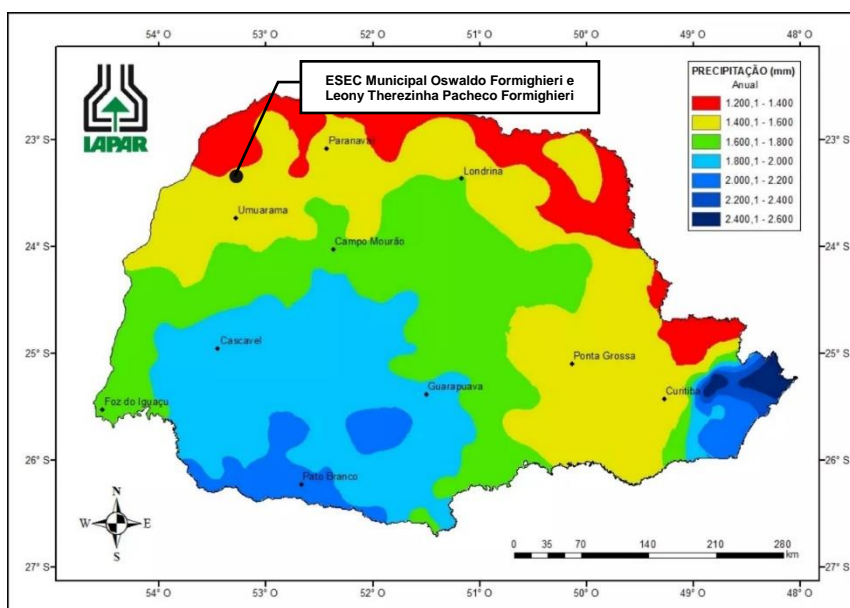 54° O
53° O
52° O
51° O
50° O
49° O
48° O
ESEC Municipal Oswaldo Formighieri e
Leony Therezinha Pacheco Formighieri
IAPAR
PRECIPITAÇÃO (mm)
Anual
1.200,1 - 1.400
1.400,1 - 1.600
1.600,1 - 1.800
1.800,1 - 2.000
2.000,1 - 2.200
2.200,1 - 2.400
2.400,1 - 2.600
23° S
23° S
Paranavaí
Londrina
Umuarama
24° S
24° S
Campo Mourão
25° S
25° S
Cascavel
Ponta Grossa
Guarapuava
Curitiba
Foz do Iguaçu
26° S
26° S
Pato Branco
N
W
E
S
0 35 70 140 210 280
km
27° S
27° S
54° O
53° O
52° O
51° O
50° O
49° O
48° O